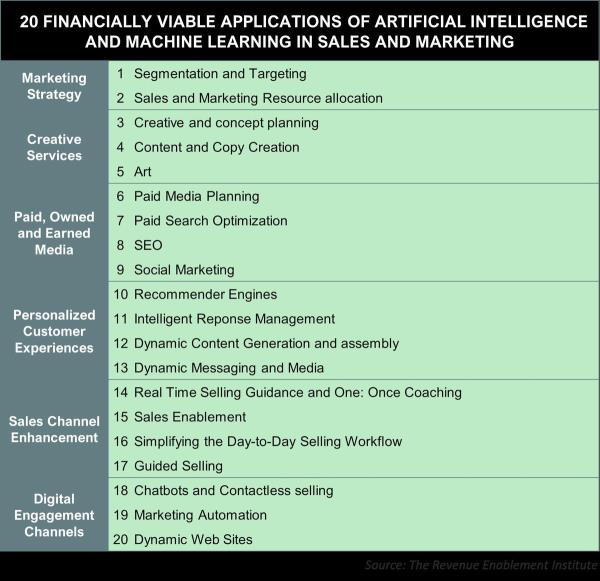 20 FINANCIALLY VIABLE APPLICATIONS OF ARTIFICIAL INTELLIGENCE
AND MACHINE LEARNING IN SALES AND MARKETING
Marketing
Strategy
1 Segmentation and Targeting
2 Sales and Marketing Resource allocation
Creative
Services
3 Creative and concept planning
4 Content and Copy Creation
5 Art
Paid, Owned
and Earned
Media
6 Paid Media Planning
7 Paid Search Optimization
8 SEO
9 Social Marketing
Personalized
Customer
Experiences
10 Recommender Engines
11 Intelligent Reponse Management
12 Dynamic Content Generation and assembly
13 Dynamic Messaging and Media
Sales Channel
Enhancement
14 Real Time Selling Guidance and One: Once Coaching
15 Sales Enablement
16 Simplifying the Day-to-Day Selling Workflow
17 Guided Selling
Digital
Engagement
Channels
18 Chatbots and Contactless selling
19 Marketing Automation
20 Dynamic Web Sites
Source: The Revenue Enablement Institute